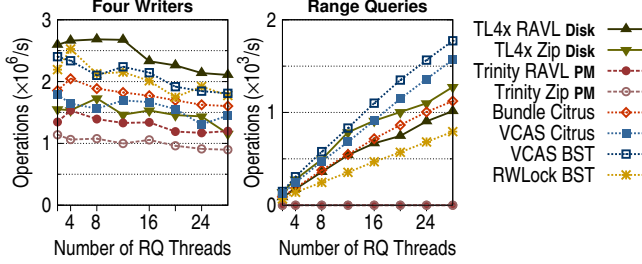 Four Writers
Range Queries
Operations (×10⁶/s)
3
2
1
0
4 8 16 24
Number of RQ Threads
Operations (×10³/s)
2
1
0
4 8 16 24
Number of RQ Threads
TL4x RAVL Disk
TL4x Zip Disk
Trinity RAVL PM
Trinity Zip PM
Bundle Citrus
VCAS Citrus
VCAS BST
RWLock BST